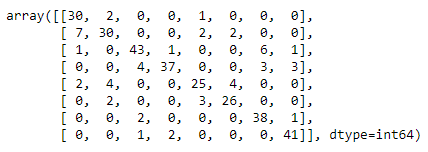 array([[30, 2, 0, 0, 1, 0, 0, 0],
[ 7, 30, 0, 0, 2, 2, 0, 0],
[ 1, 0, 43, 1, 0, 0, 6, 1],
[ 0, 0, 4, 37, 0, 0, 3, 3],
[ 2, 4, 0, 0, 25, 4, 0, 0],
[ 0, 2, 0, 0, 3, 26, 0, 0],
[ 0, 0, 2, 0, 0, 0, 38, 1],
[ 0, 0, 1, 2, 0, 0, 0, 41]], dtype=int64)